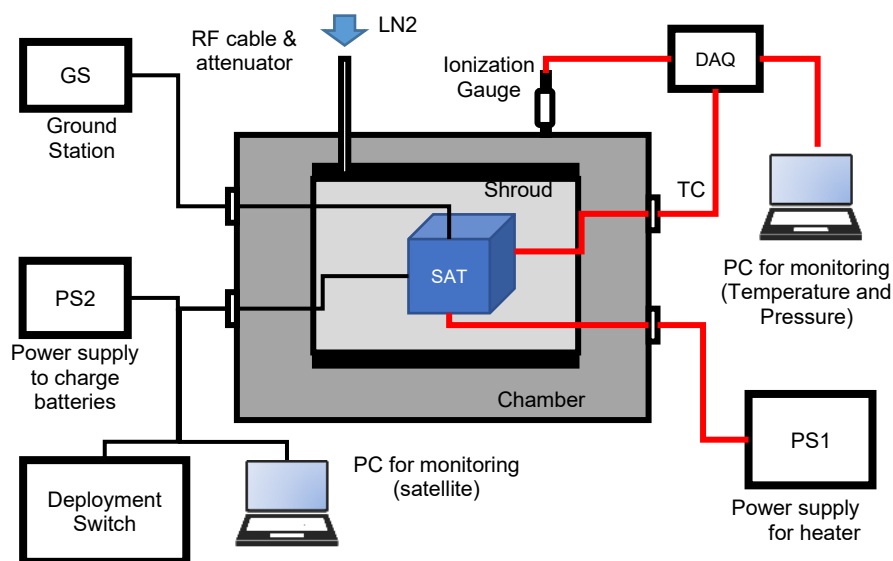 LN2
RF cable &
attenuator
GS
Ground
Station
Ionization
Gauge
DAQ
Shroud
TC
SAT
PC for monitoring
(Temperature and
Pressure)
PS2
Power supply
to charge
batteries
Chamber
PS1
Power supply
for heater
PC for monitoring
(satellite)
Deployment
Switch